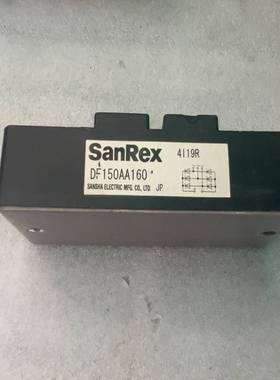 SanRex 4I19R
DF150AA160
SANSHA ELECTRIC MFG. CO., LTD. JP